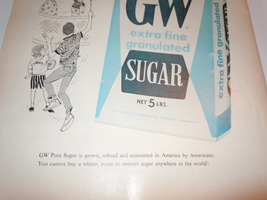 GW
extra fine
granulated
SUGAR
NET 5 LBS.
extra fine granulated
GW Pure Sugar is grown, refined and consumed in America by Americans.
You cannot buy a whiter, purer or sweeter sugar anywhere in the world!